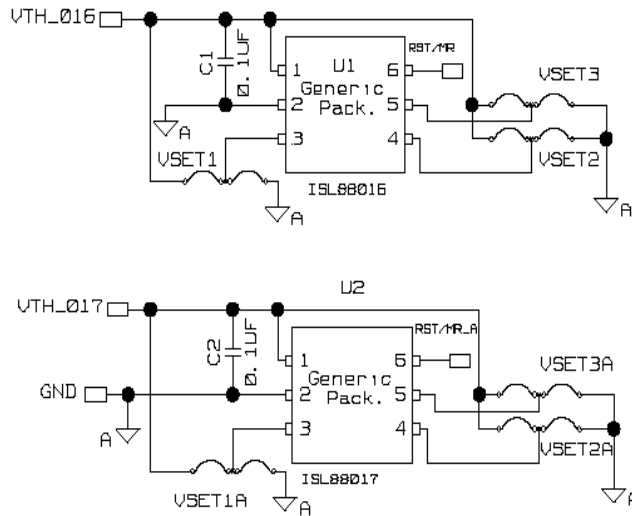 VTH_016
C1
0.1UF
U1
Generic
Pack.
1
2
3
6
5
4
RST/MR
VSET3
VSET2
VSET1
A
A
A
ISL88016
U2
VTH_017
GND
C2
0.1UF
Generic
Pack.
1
2
3
6
5
4
RST/MR_A
VSET3A
VSET2A
VSET1A
A
A
A
ISL88017